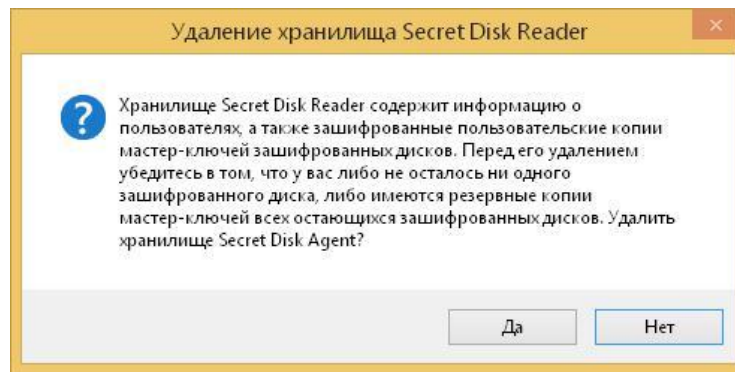 Удаление хранилища Secret Disk Reader
Хранилище Secret Disk Reader содержит информацию о
пользователях, а также зашифрованные пользовательские копии
мастер-ключей зашифрованных дисков. Перед его удалением
убедитесь в том, что у вас либо не осталось ни одного
зашифрованного диска, либо имеются резервные копии
мастер-ключей всех остающихся зашифрованных дисков. Удалить
хранилище Secret Disk Agent?
Да
Нет